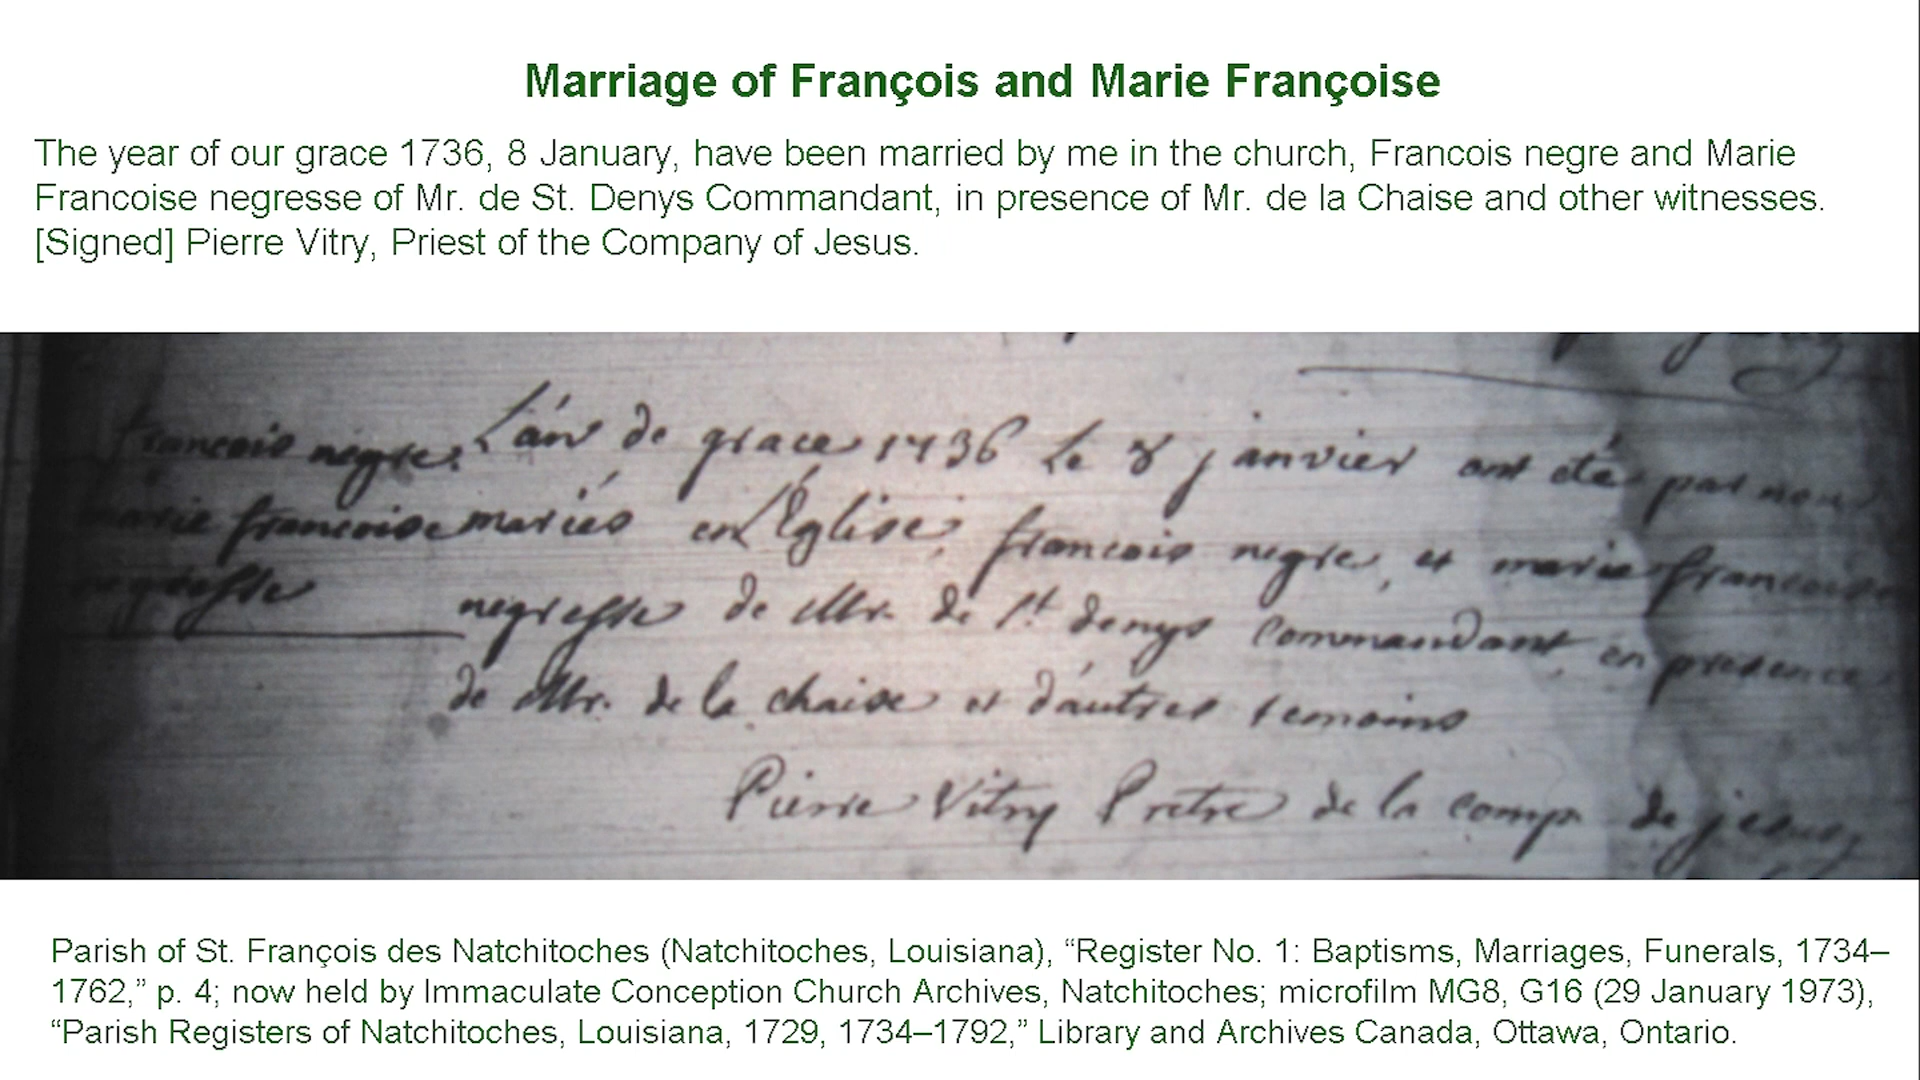 Marriage of François and Marie Françoise
The year of our grace 1736, 8 January, have been married by me in the church, Francois negre and Marie
Francoise negresse of Mr. de St. Denys Commandant, in presence of Mr. de la Chaise and other witnesses.
[Signed] Pierre Vitry, Priest of the Company of Jesus.
francois negre.
marie francoise
negresse
L'an de grace 1736 le 8 janvier ont eté par nous
mariés en l'Eglise, francois negre, et marie francoise
negresse de Mr. de St. denys Commandant, en presence
de Mr. de la chaise et d'autres temoins
Pierre Vitry Pretre de la comp. de jesus
Parish of St. François des Natchitoches (Natchitoches, Louisiana), “Register No. 1: Baptisms, Marriages, Funerals, 1734–
1762,” p. 4; now held by Immaculate Conception Church Archives, Natchitoches; microfilm MG8, G16 (29 January 1973),
“Parish Registers of Natchitoches, Louisiana, 1729, 1734–1792,” Library and Archives Canada, Ottawa, Ontario.